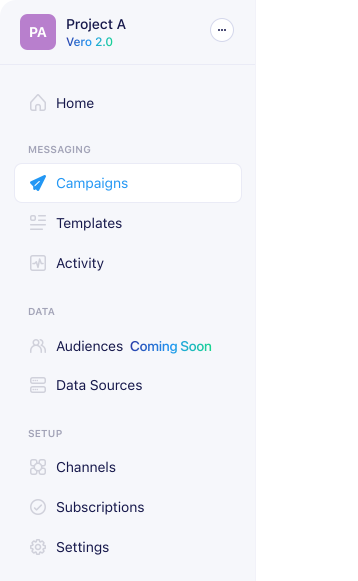 PA
Project A
Vero 2.0
Home
MESSAGING
Campaigns
Templates
Activity
DATA
Audiences Coming Soon
Data Sources
SETUP
Channels
Subscriptions
Settings